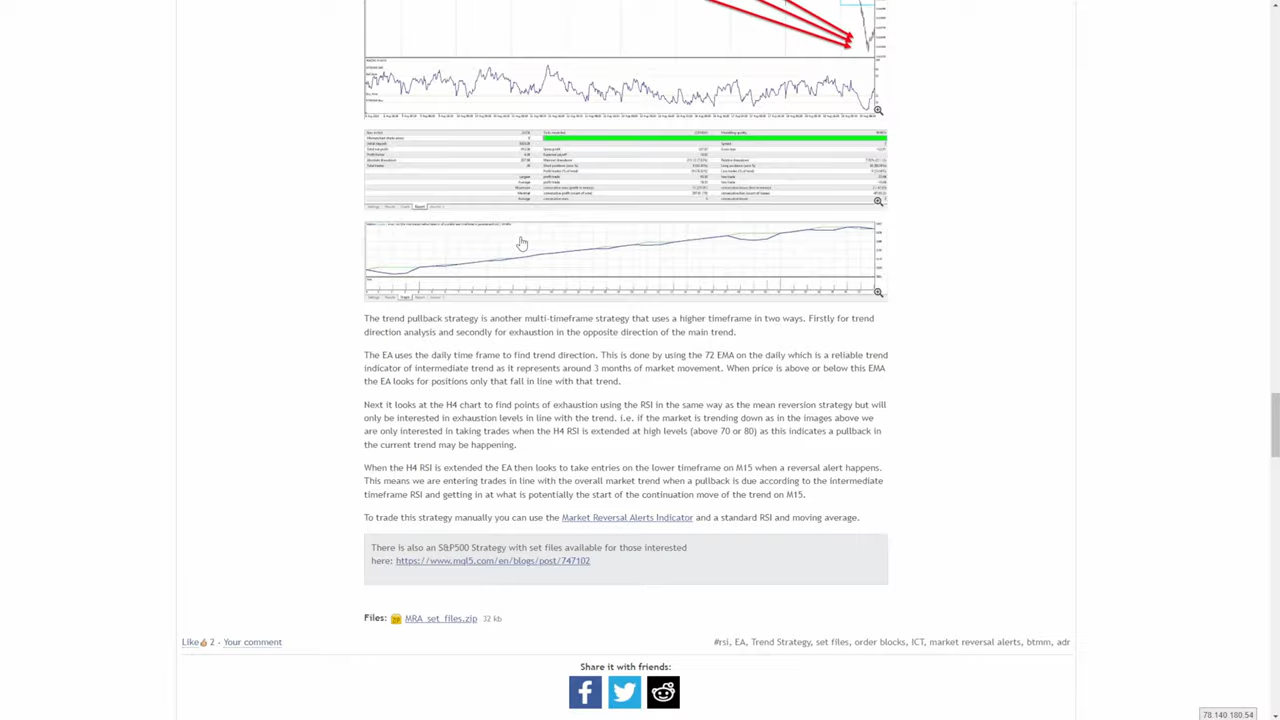 The trend pullback strategy is another multi-timeframe strategy that uses a higher timeframe in two ways. Firstly for trend
direction analysis and secondly for exhaustion in the opposite direction of the main trend.
The EA uses the daily time frame to find trend direction. This is done by using the 72 EMA on the daily which is a reliable trend
indicator of intermediate trend as it represents around 3 months of market movement. When price is above or below this EMA
the EA looks for positions only that fall in line with that trend.
Next it looks at the H4 chart to find points of exhaustion using the RSI in the same way as the mean reversion strategy but will
only be interested in exhaustion levels in line with the trend. i.e. if the market is trending down as in the images above we
are only interested in taking trades when the H4 RSI is extended at high levels (above 70 or 80) as this indicates a pullback in
the current trend may be happening.
When the H4 RSI is extended the EA then looks to take entries on the lower timeframe on M15 when a reversal alert happens.
This means we are entering trades in line with the overall market trend when a pullback is due according to the intermediate
timeframe RSI and getting in at what is potentially the start of the continuation move of the trend on M15.
To trade this strategy manually you can use the Market Reversal Alerts Indicator and a standard RSI and moving average.
There is also an S&P500 Strategy with set files available for those interested
here: https://www.mql5.com/en/blogs/post/747102
Files: MRA_set_files.zip 32 kb
Like 2 - Your comment
#rsi, EA, Trend Strategy, set files, order blocks, ICT, market reversal alerts, btmm, adr
Share it with friends:
78.140.180.54